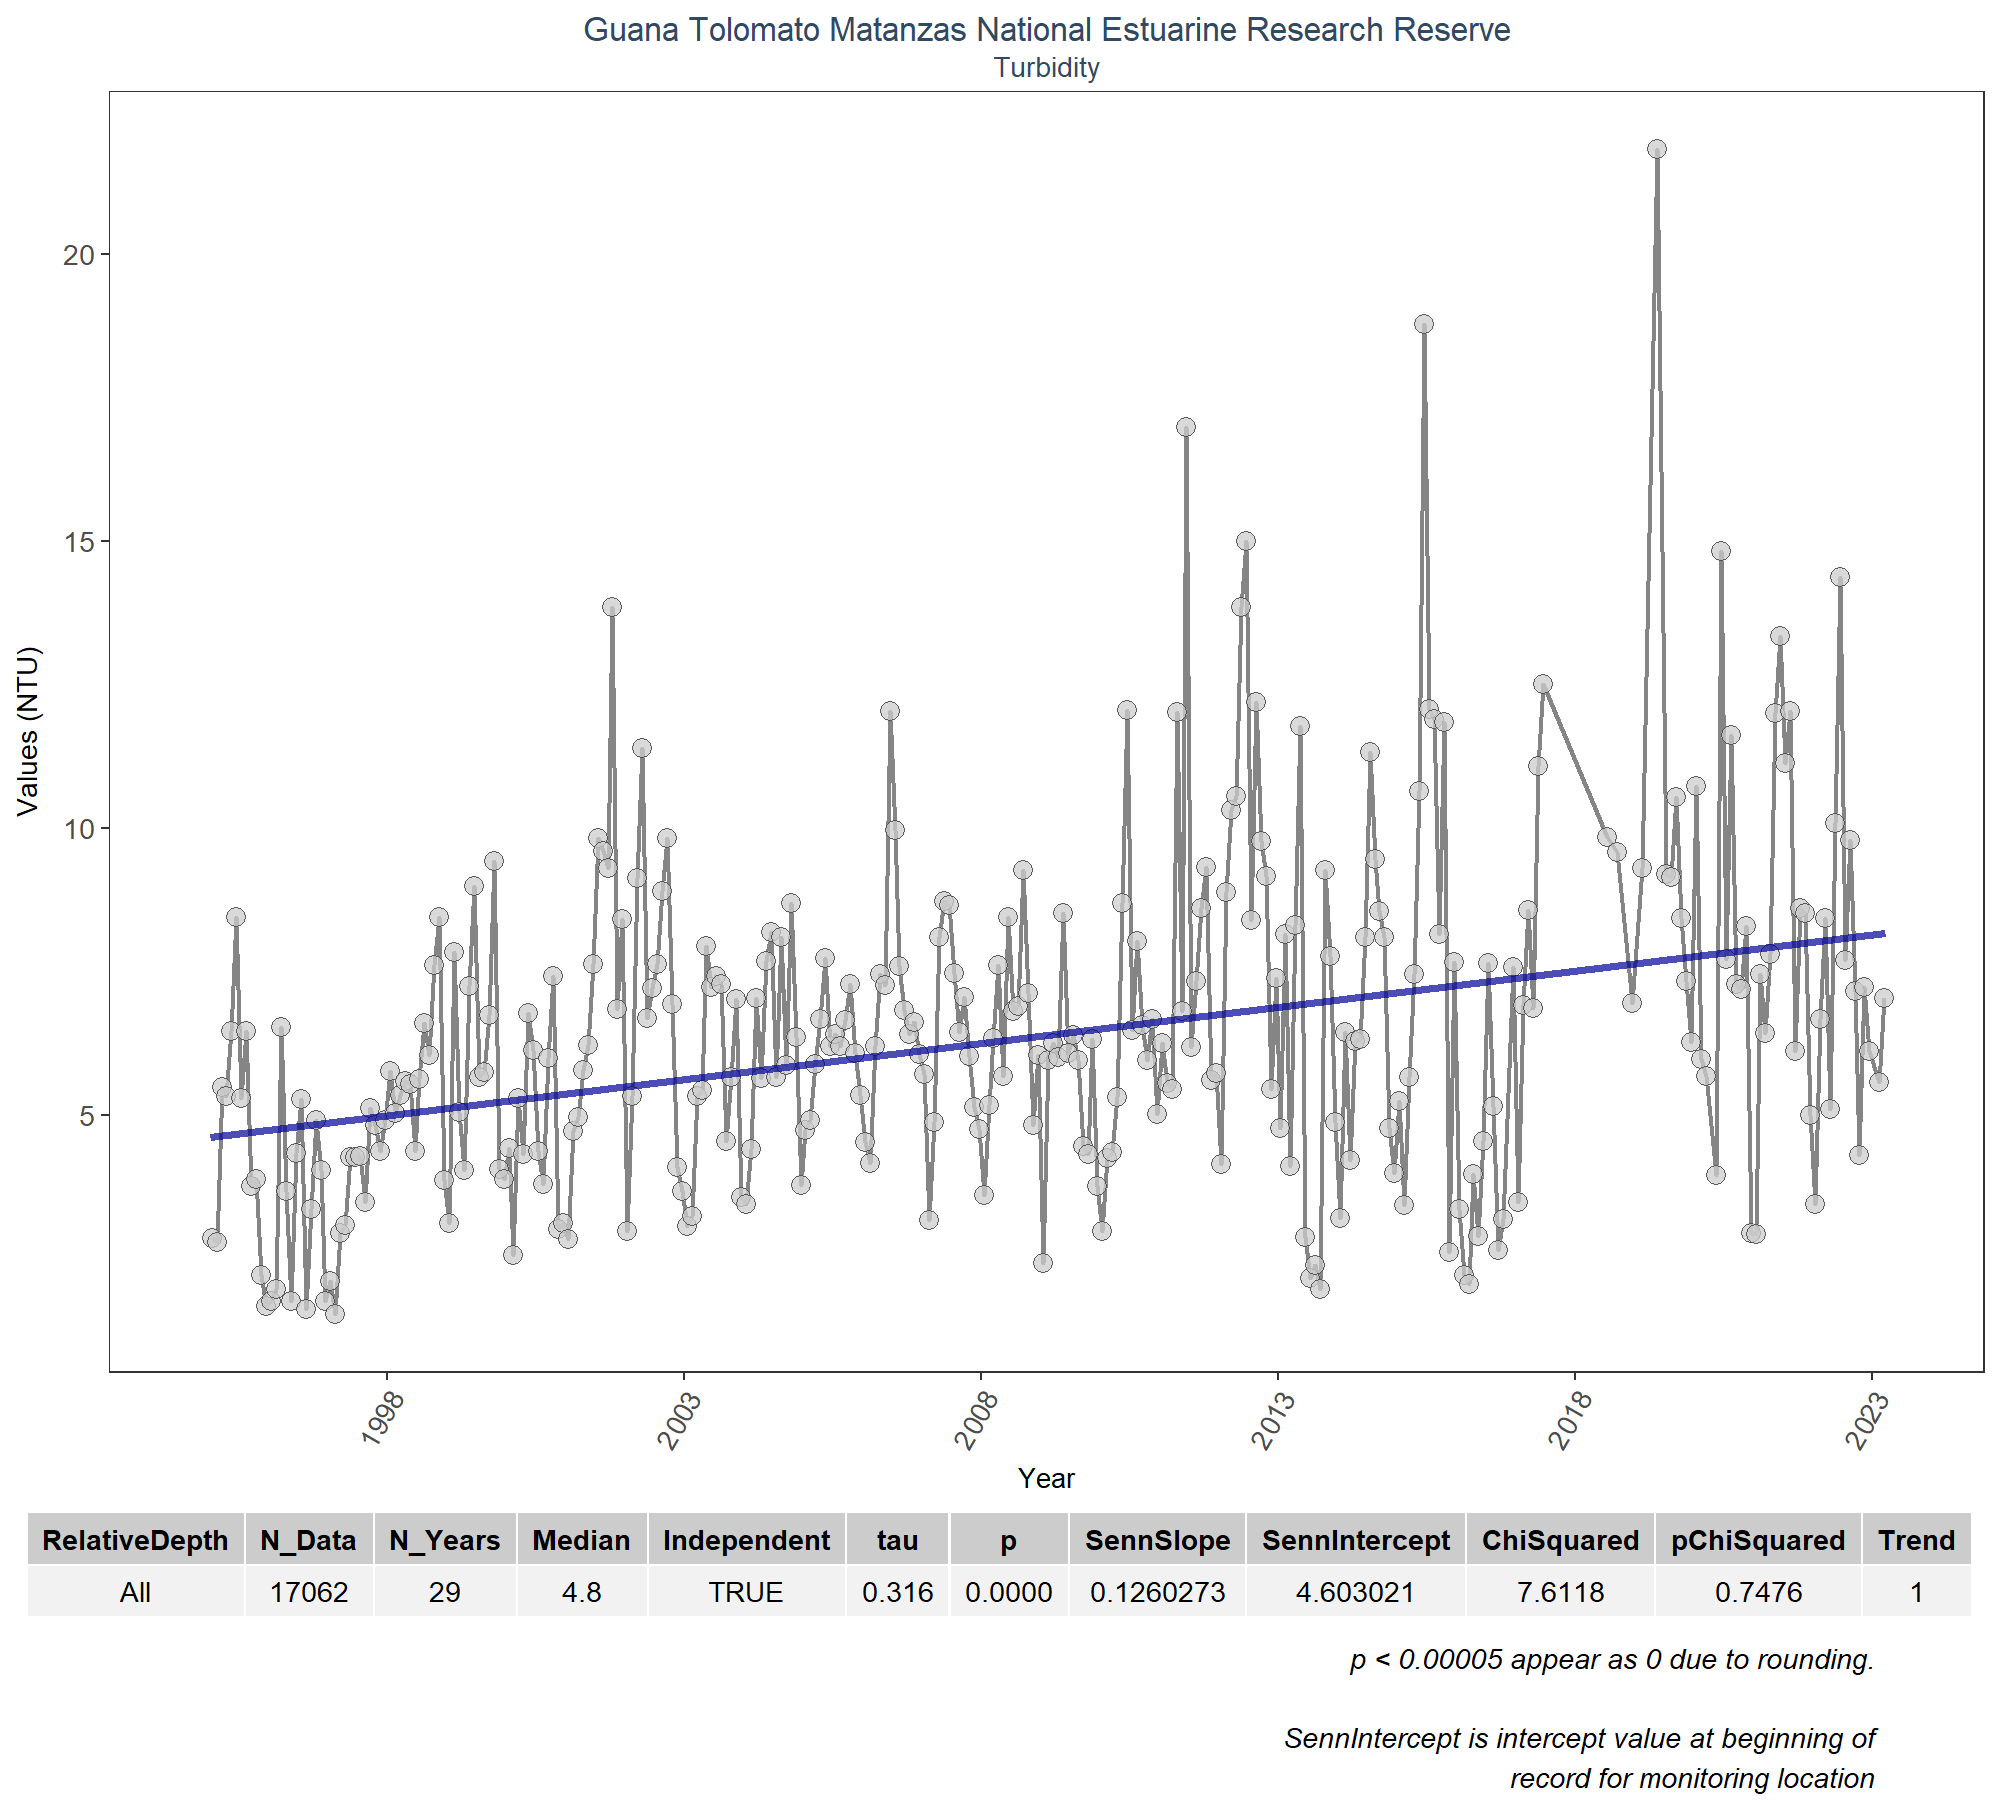 Guana Tolomato Matanzas National Estuarine Research Reserve
Turbidity
20
15
10
5
Values (NTU)
1998
2003
2008
2013
2018
2023
Year
RelativeDepth N_Data N_Years Median Independent tau p SennSlope SennIntercept ChiSquared pChiSquared Trend
All 17062 29 4.8 TRUE 0.316 0.0000 0.1260273 4.603021 7.6118 0.7476 1
p < 0.00005 appear as 0 due to rounding.
SennIntercept is intercept value at beginning of
record for monitoring location